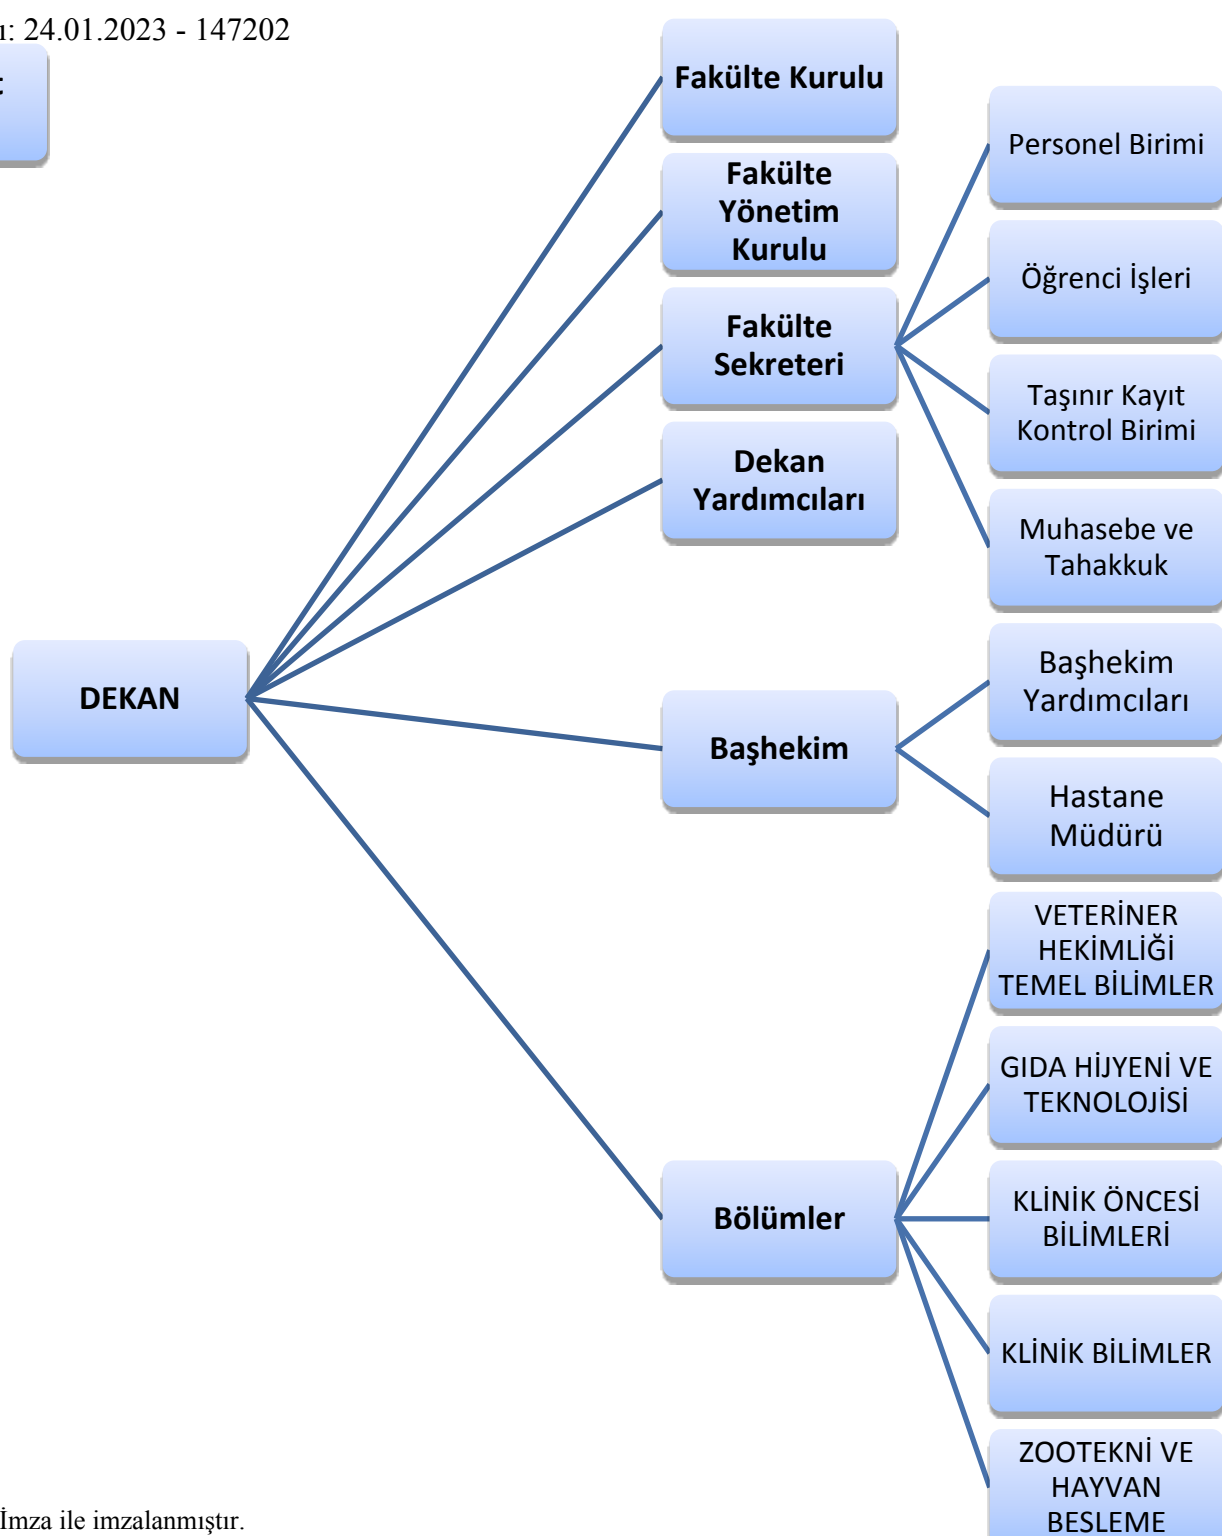 ı: 24.01.2023 - 147202
Fakülte Kurulu
Personel Birimi
Fakülte
Yönetim
Kurulu
Öğrenci İşleri
Fakülte
Sekreteri
Taşınır Kayıt
Kontrol Birimi
Dekan
Yardımcıları
Muhasebe ve
Tahakkuk
DEKAN
Başhekim
Başhekim
Yardımcıları
Hastane
Müdürü
Bölümler
VETERİNER
HEKİMLİĞİ
TEMEL BİLİMLER
GIDA HİJYENİ VE
TEKNOLOJİSİ
KLİNİK ÖNCESİ
BİLİMLERİ
KLİNİK BİLİMLER
ZOOTEKNİ VE
HAYVAN
BESLEME
İmza ile imzalanmıştır.